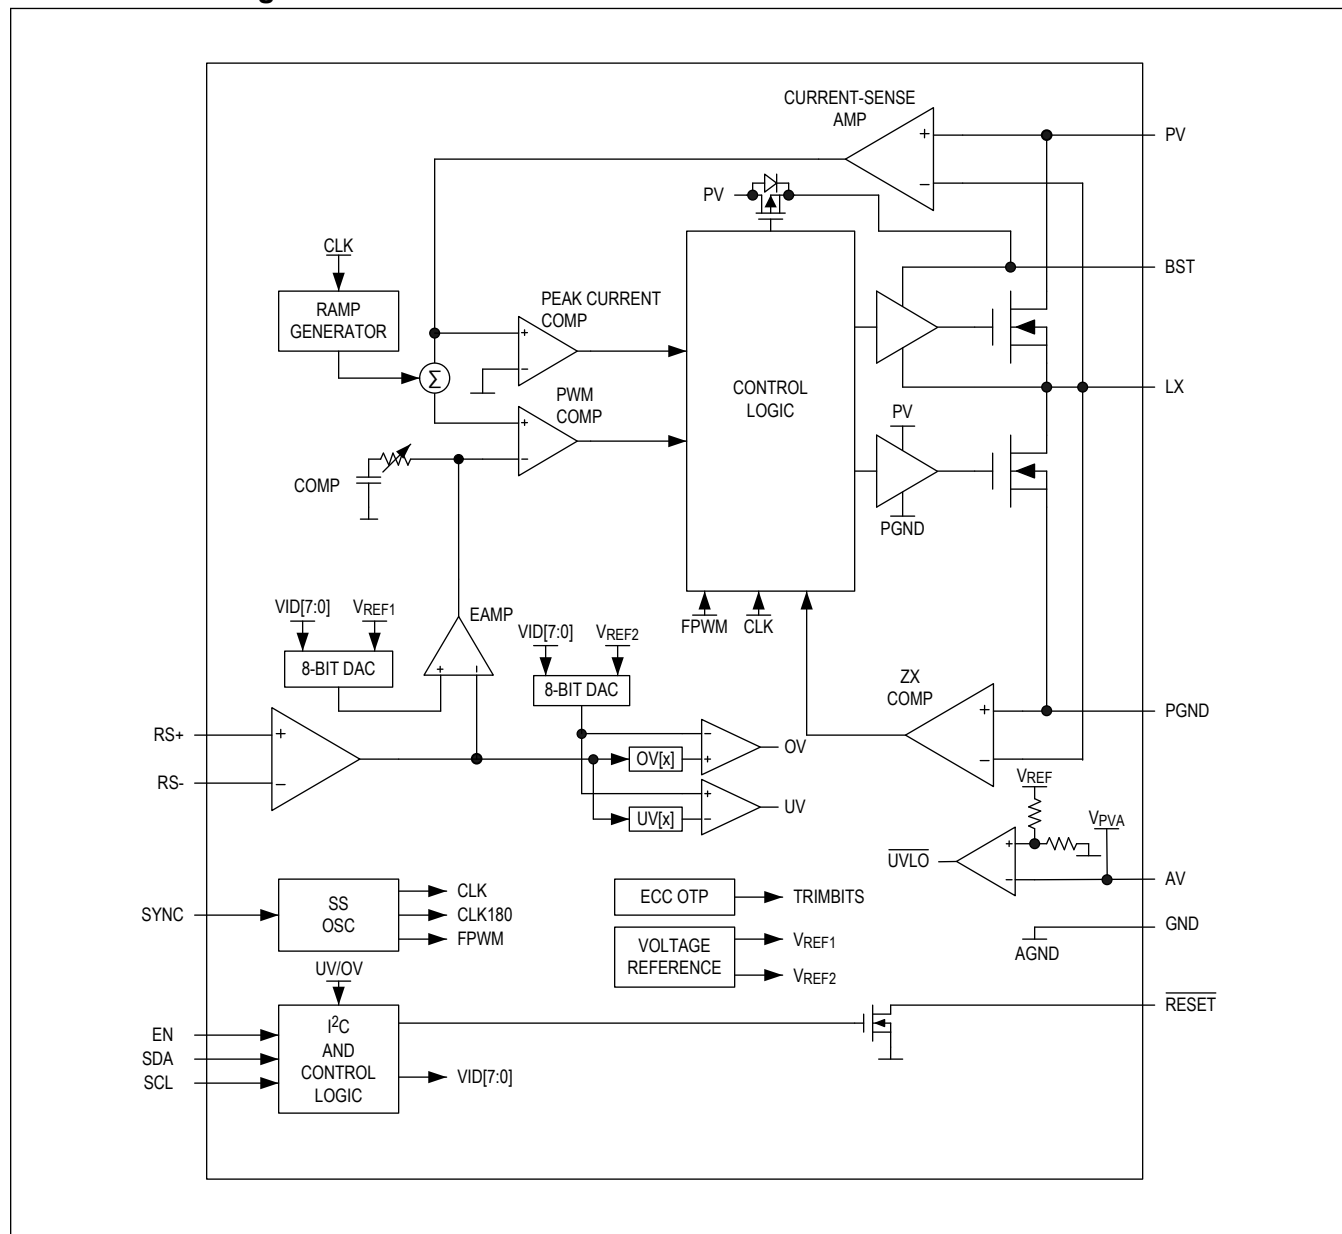 CURRENT-SENSE
AMP
+
−
PV
PV
CLK
RAMP
GENERATOR
Σ
PEAK CURRENT
COMP
+
−
BST
CONTROL
LOGIC
LX
PWM
COMP
+
−
PV
PGND
COMP
FPWM
CLK
VID[7:0]
VREF1
EAMP
8-BIT DAC
+
−
VID[7:0]
VREF2
8-BIT DAC
ZX
COMP
+
−
PGND
RS+
RS-
+
−
OV[x]
−
+
OV
UV[x]
+
−
UV
VREF
VPVA
UVLO
+
−
AV
SYNC
SS
OSC
CLK
CLK180
FPWM
ECC OTP
TRIMBITS
VOLTAGE
REFERENCE
VREF1
VREF2
GND
AGND
UV/OV
EN
SDA
SCL
I2C
AND
CONTROL
LOGIC
VID[7:0]
RESET